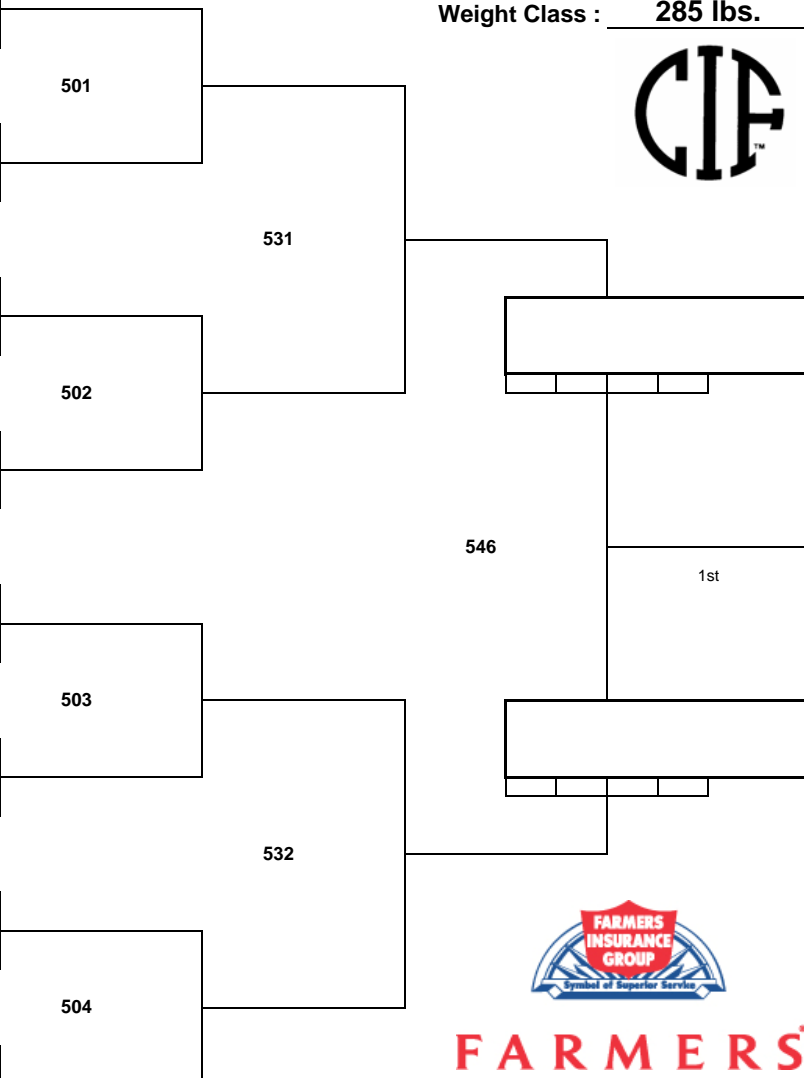 Weight Class : 285 lbs.
CIF™
501
531
502
546
1st
503
532
FARMERS
INSURANCE
GROUP
Symbol of Superior Service
504
FARMERS®